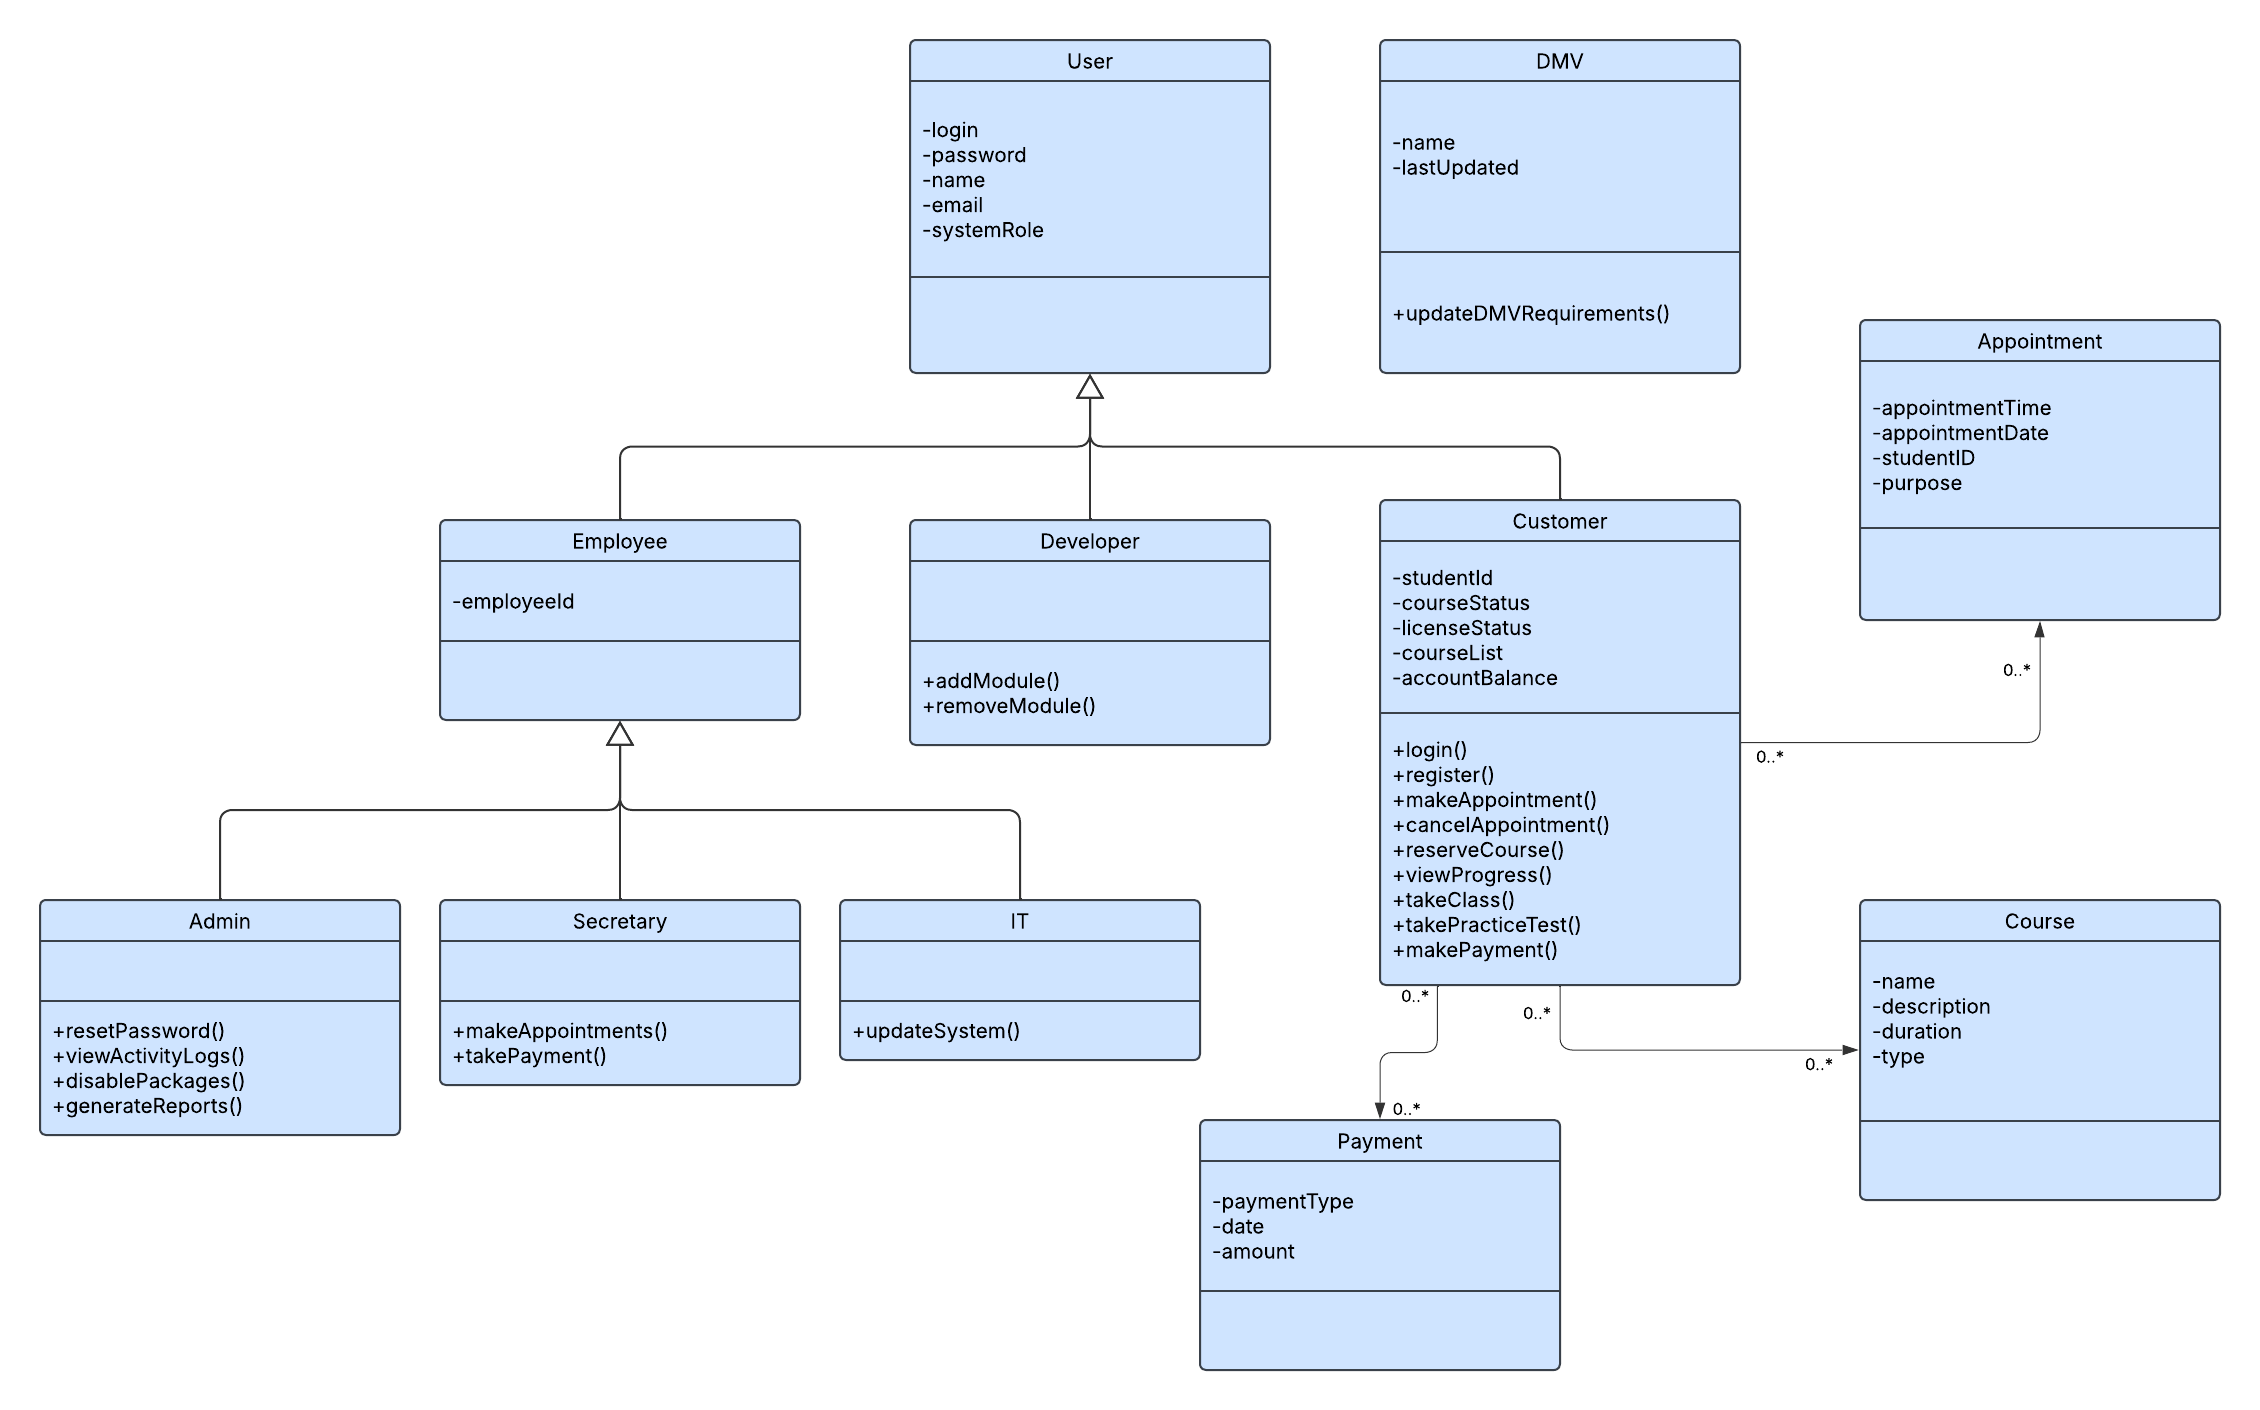 User
-login
-password
-name
-email
-systemRole
DMV
-name
-lastUpdated
+updateDMVRequirements()
Appointment
-appointmentTime
-appointmentDate
-studentID
-purpose
0..*
0..*
Employee
-employeeId
Developer
+addModule()
+removeModule()
Customer
-studentId
-courseStatus
-licenseStatus
-courseList
-accountBalance
+login()
+register()
+makeAppointment()
+cancelAppointment()
+reserveCourse()
+viewProgress()
+takeClass()
+takePracticeTest()
+makePayment()
Admin
+resetPassword()
+viewActivityLogs()
+disablePackages()
+generateReports()
Secretary
+makeAppointments()
+takePayment()
IT
+updateSystem()
0..*
0..*
0..*
0..*
Course
-name
-description
-duration
-type
Payment
-paymentType
-date
-amount